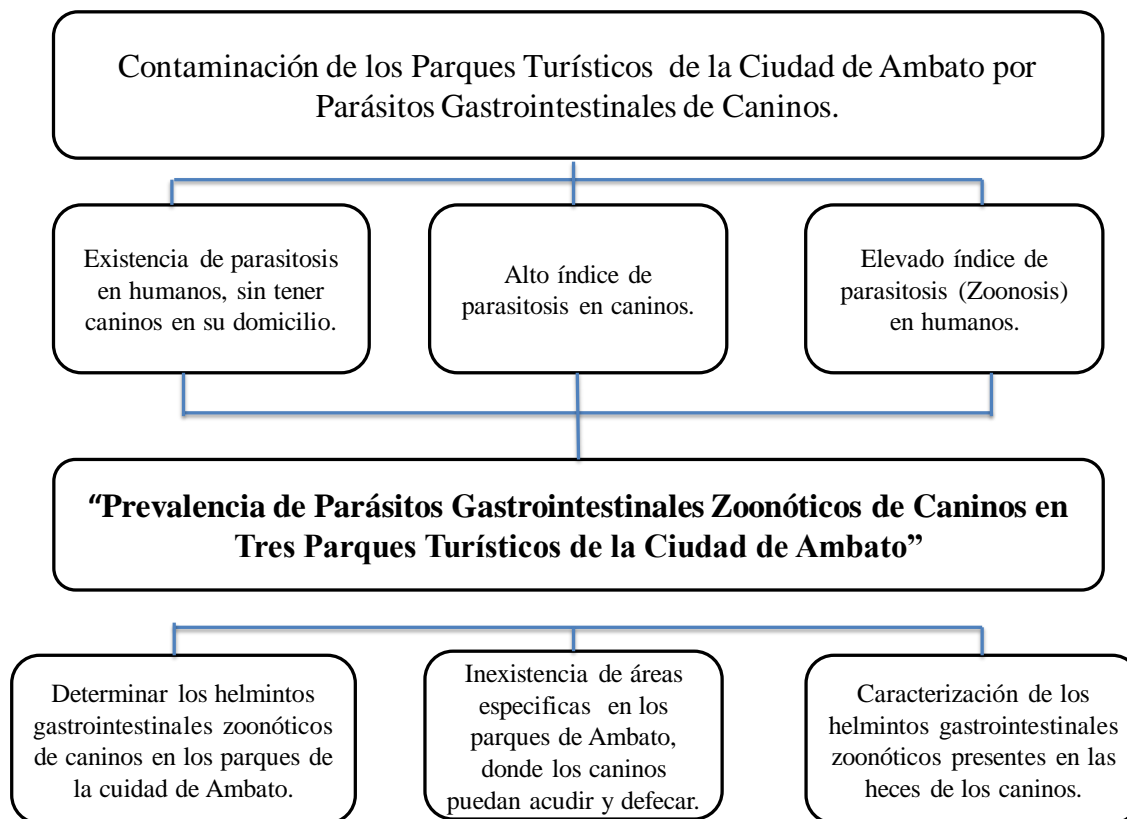 Contaminación de los Parques Turísticos de la Ciudad de Ambato por
Parásitos Gastrointestinales de Caninos.
Existencia de parasitosis
en humanos, sin tener
caninos en su domicilio.
Alto índice de
parasitosis en caninos.
Elevado índice de
parasitosis (Zoonosis)
en humanos.
“Prevalencia de Parásitos Gastrointestinales Zoonóticos de Caninos en
Tres Parques Turísticos de la Ciudad de Ambato”
Determinar los helmintos
gastrointestinales zoonóticos
de caninos en los parques de
la cuidad de Ambato.
Inexistencia de áreas
especificas en los
parques de Ambato,
donde los caninos
puedan acudir y defecar.
Caracterización de los
helmintos gastrointestinales
zoonóticos presentes en las
heces de los caninos.